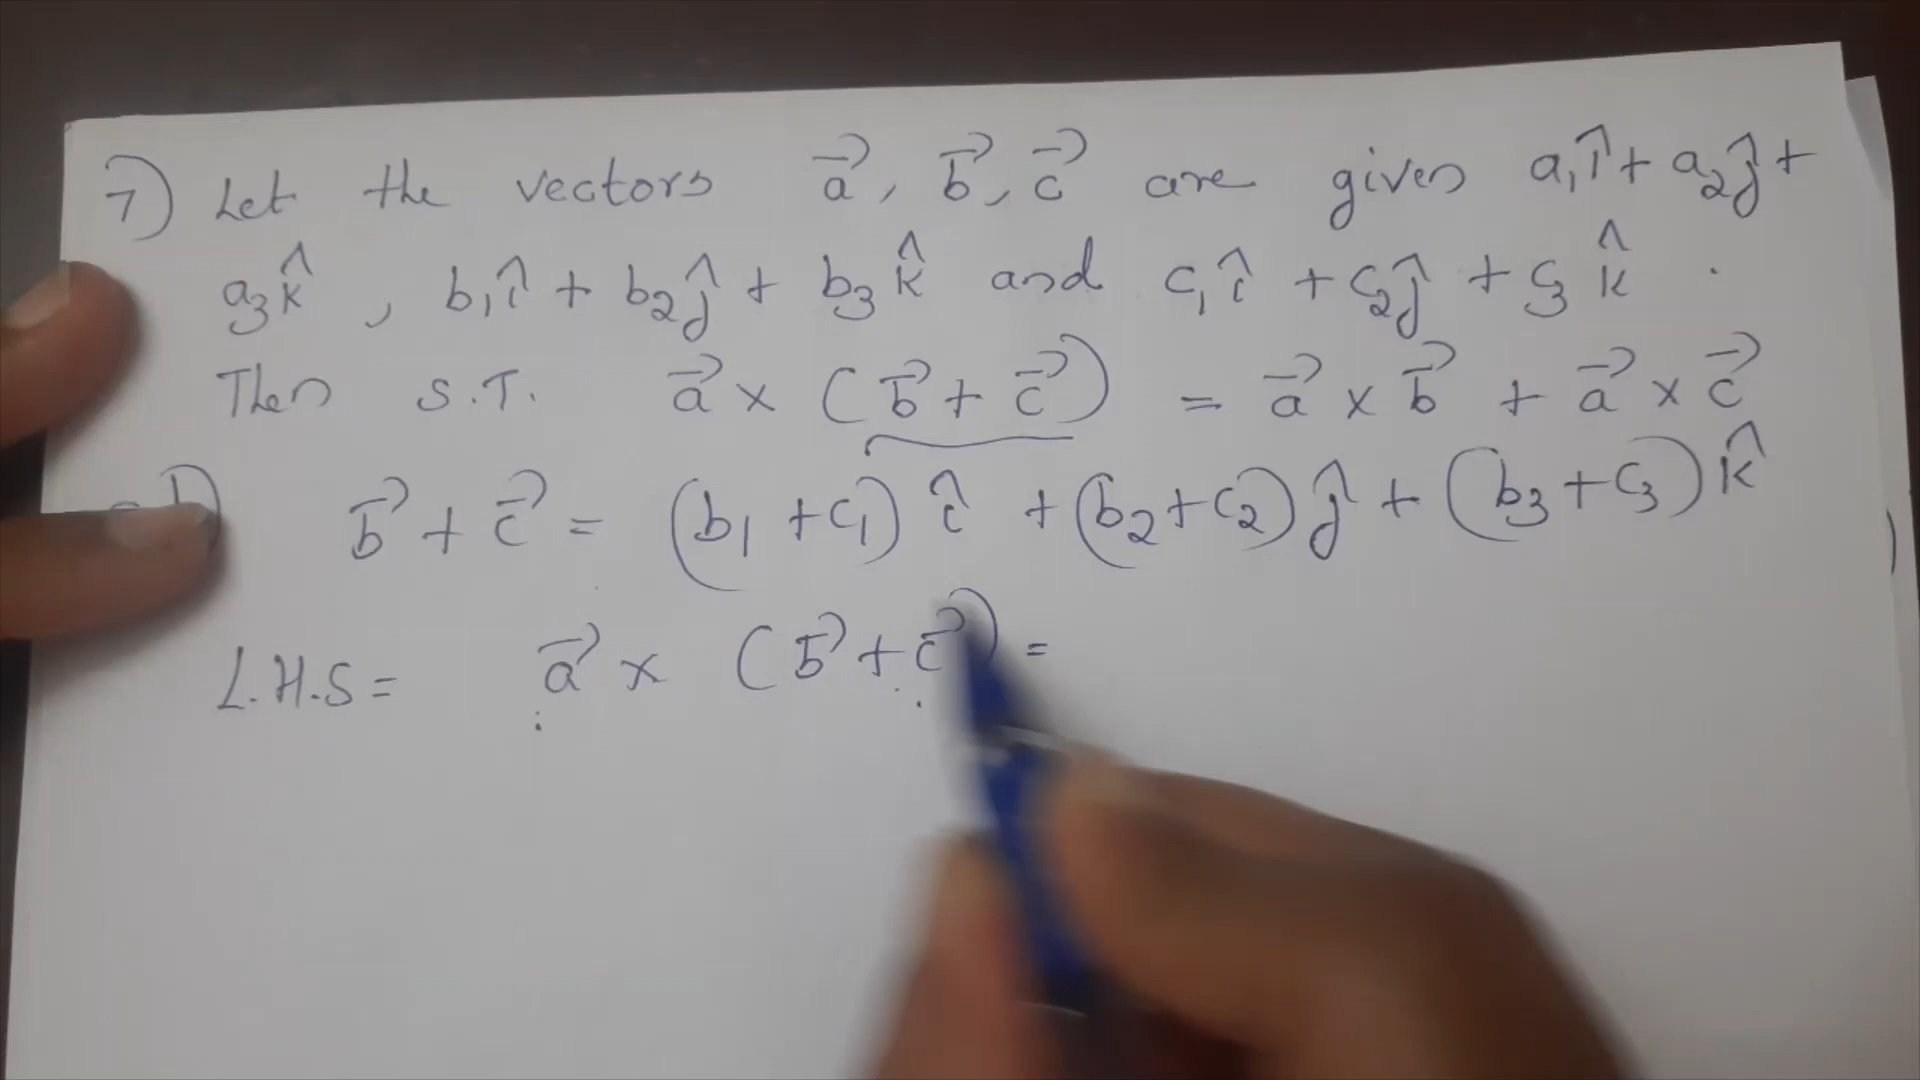 7) Let the vectors a⃗, b⃗, c⃗ are given a₁î + a₂ĵ +
a₃k̂ , b₁î + b₂ĵ + b₃k̂ and c₁î + c₂ĵ + c₃k̂ .
Then S.T. a⃗ × (b⃗ + c⃗) = a⃗ × b⃗ + a⃗ × c⃗
b⃗ + c⃗ = (b₁ + c₁) î + (b₂ + c₂) ĵ + (b₃ + c₃) k̂
L.H.S = a⃗ × (b⃗ + c⃗) =